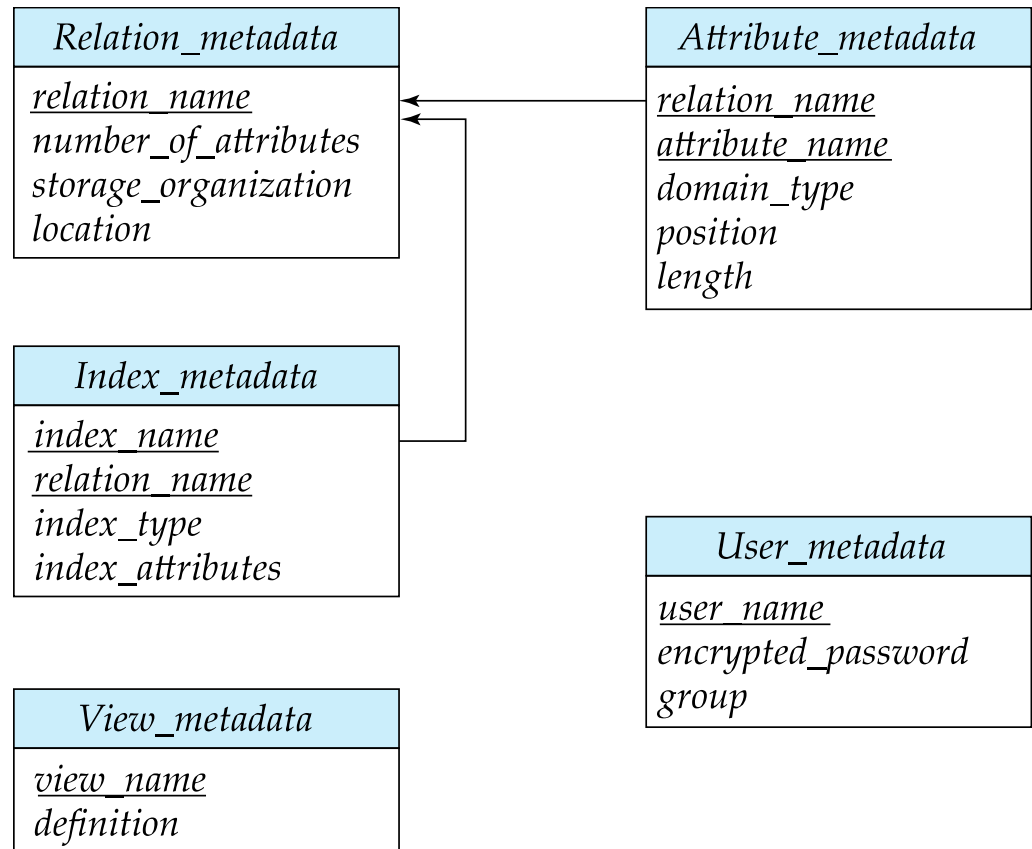 Relation_metadata
relation_name
number_of_attributes
storage_organization
location
Attribute_metadata
relation_name
attribute_name
domain_type
position
length
Index_metadata
index_name
relation_name
index_type
index_attributes
User_metadata
user_name
encrypted_password
group
View_metadata
view_name
definition